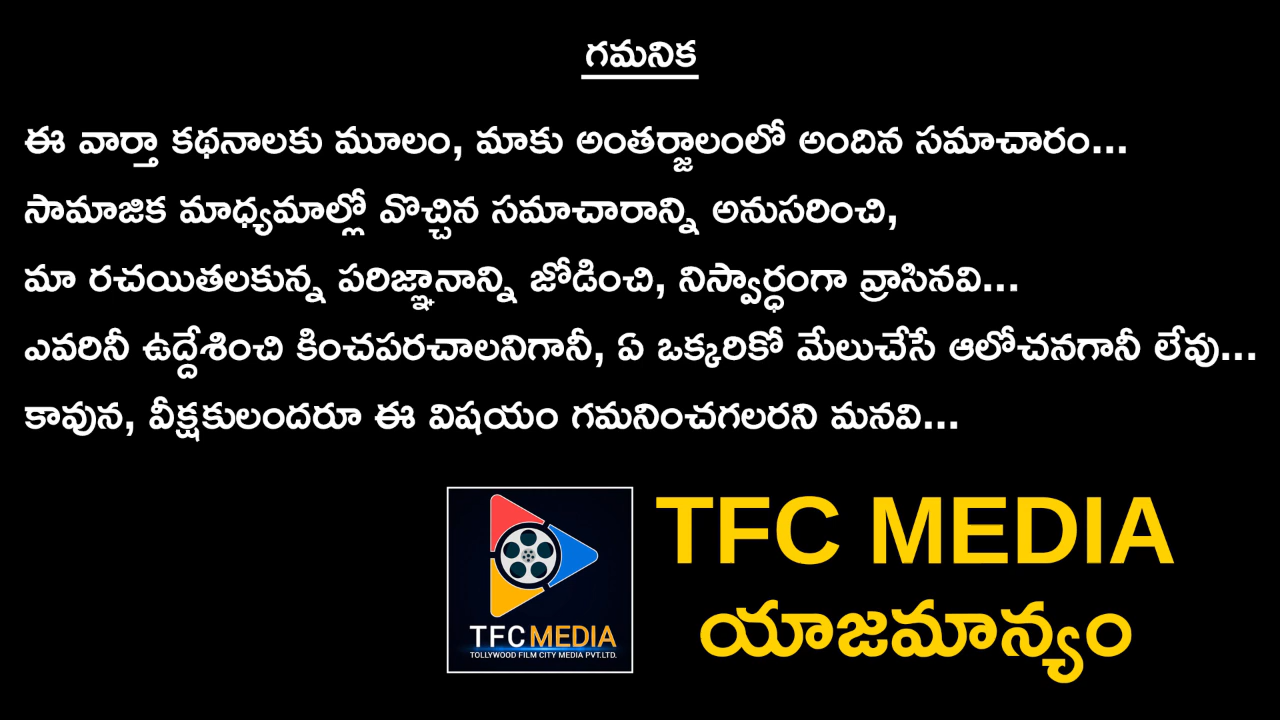 గమనిక
ఈ వార్తా కథనాలకు మూలం, మాకు అంతర్జాలంలో అందిన సమాచారం...
సామాజిక మాధ్యమాల్లో వొచ్చిన సమాచారాన్ని అనుసరించి,
మా రచయితలకున్న పరిజ్ఞానాన్ని జోడించి, నిస్వార్ధంగా వ్రాసినవి...
ఎవరినీ ఉద్దేశించి కించపరచాలనిగానీ, ఏ ఒక్కరికో మేలుచేసే ఆలోచనగానీ లేవు...
కావున, వీక్షకులందరూ ఈ విషయం గమనించగలరని మనవి...
TFC MEDIA
యాజమాన్యం
TFC MEDIA
TOLLYWOOD FILM CITY MEDIA PVT.LTD.